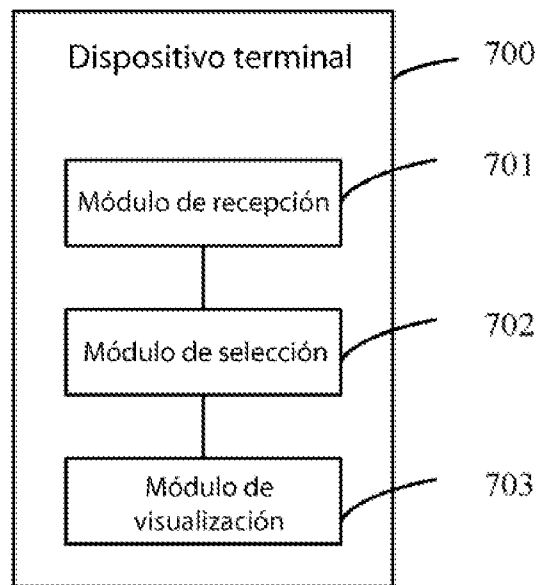 Dispositivo terminal
700
701
Módulo de recepción
702
Módulo de selección
703
Módulo de
visualización